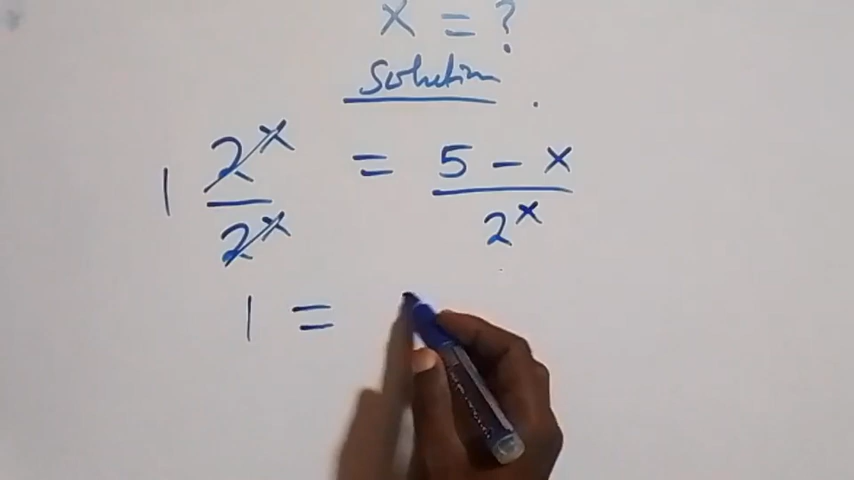 x = ?
Solution
1 2^x/2^x = (5 - x)/2^x
1 =